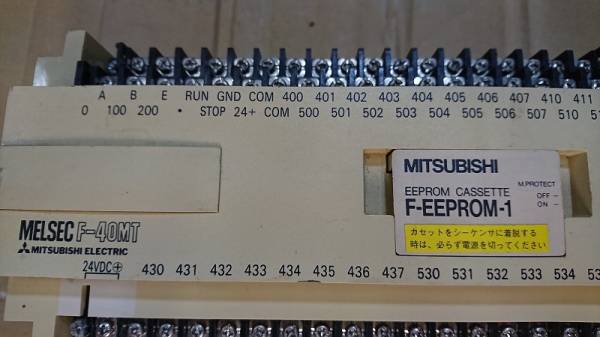 A B E RUN GND COM 400 401 402 403 404 405 406 407 410 411
0 100 200 • STOP 24+ COM 500 501 502 503 504 505 506 507 510
MITSUBISHI
M.PROTECT
EEPROM CASSETTE
OFF -
F-EEPROM-1
ON -
カセットをシーケンサに着脱する
時は、必らず電源を切ってください
MELSEC F-40MT
MITSUBISHI ELECTRIC
24VDC 430 431 432 433 434 435 436 437 530 531 532 533 534